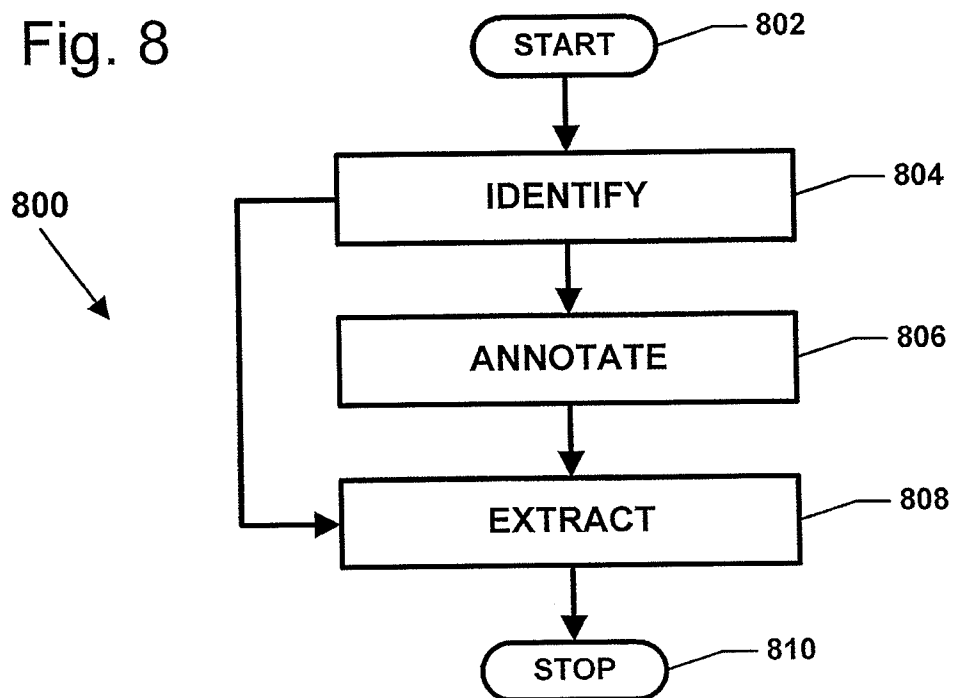 Fig. 8
START
802
IDENTIFY
804
800
ANNOTATE
806
EXTRACT
808
STOP
810